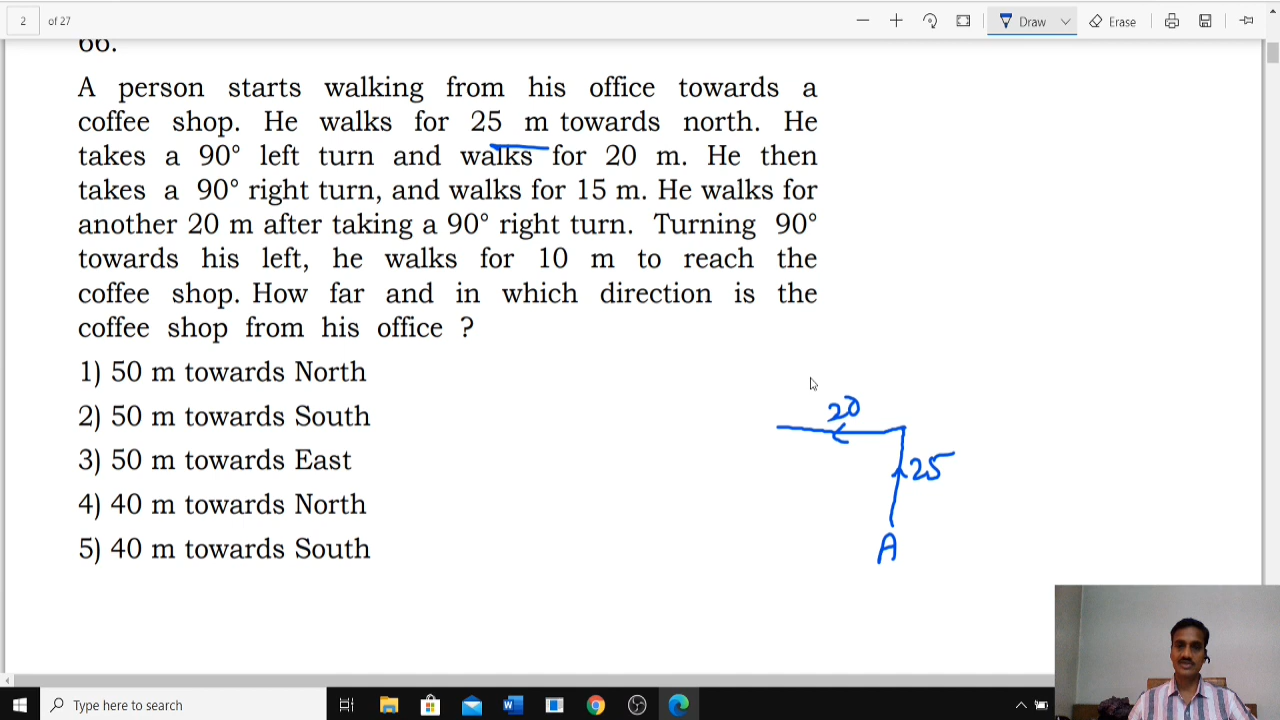 2 of 27 Draw Erase
66.
A person starts walking from his office towards a
coffee shop. He walks for 25 m towards north. He
takes a 90° left turn and walks for 20 m. He then
takes a 90° right turn, and walks for 15 m. He walks for
another 20 m after taking a 90° right turn. Turning 90°
towards his left, he walks for 10 m to reach the
coffee shop. How far and in which direction is the
coffee shop from his office ?
1) 50 m towards North
2) 50 m towards South
3) 50 m towards East
4) 40 m towards North
5) 40 m towards South
20
25
A
Type here to search